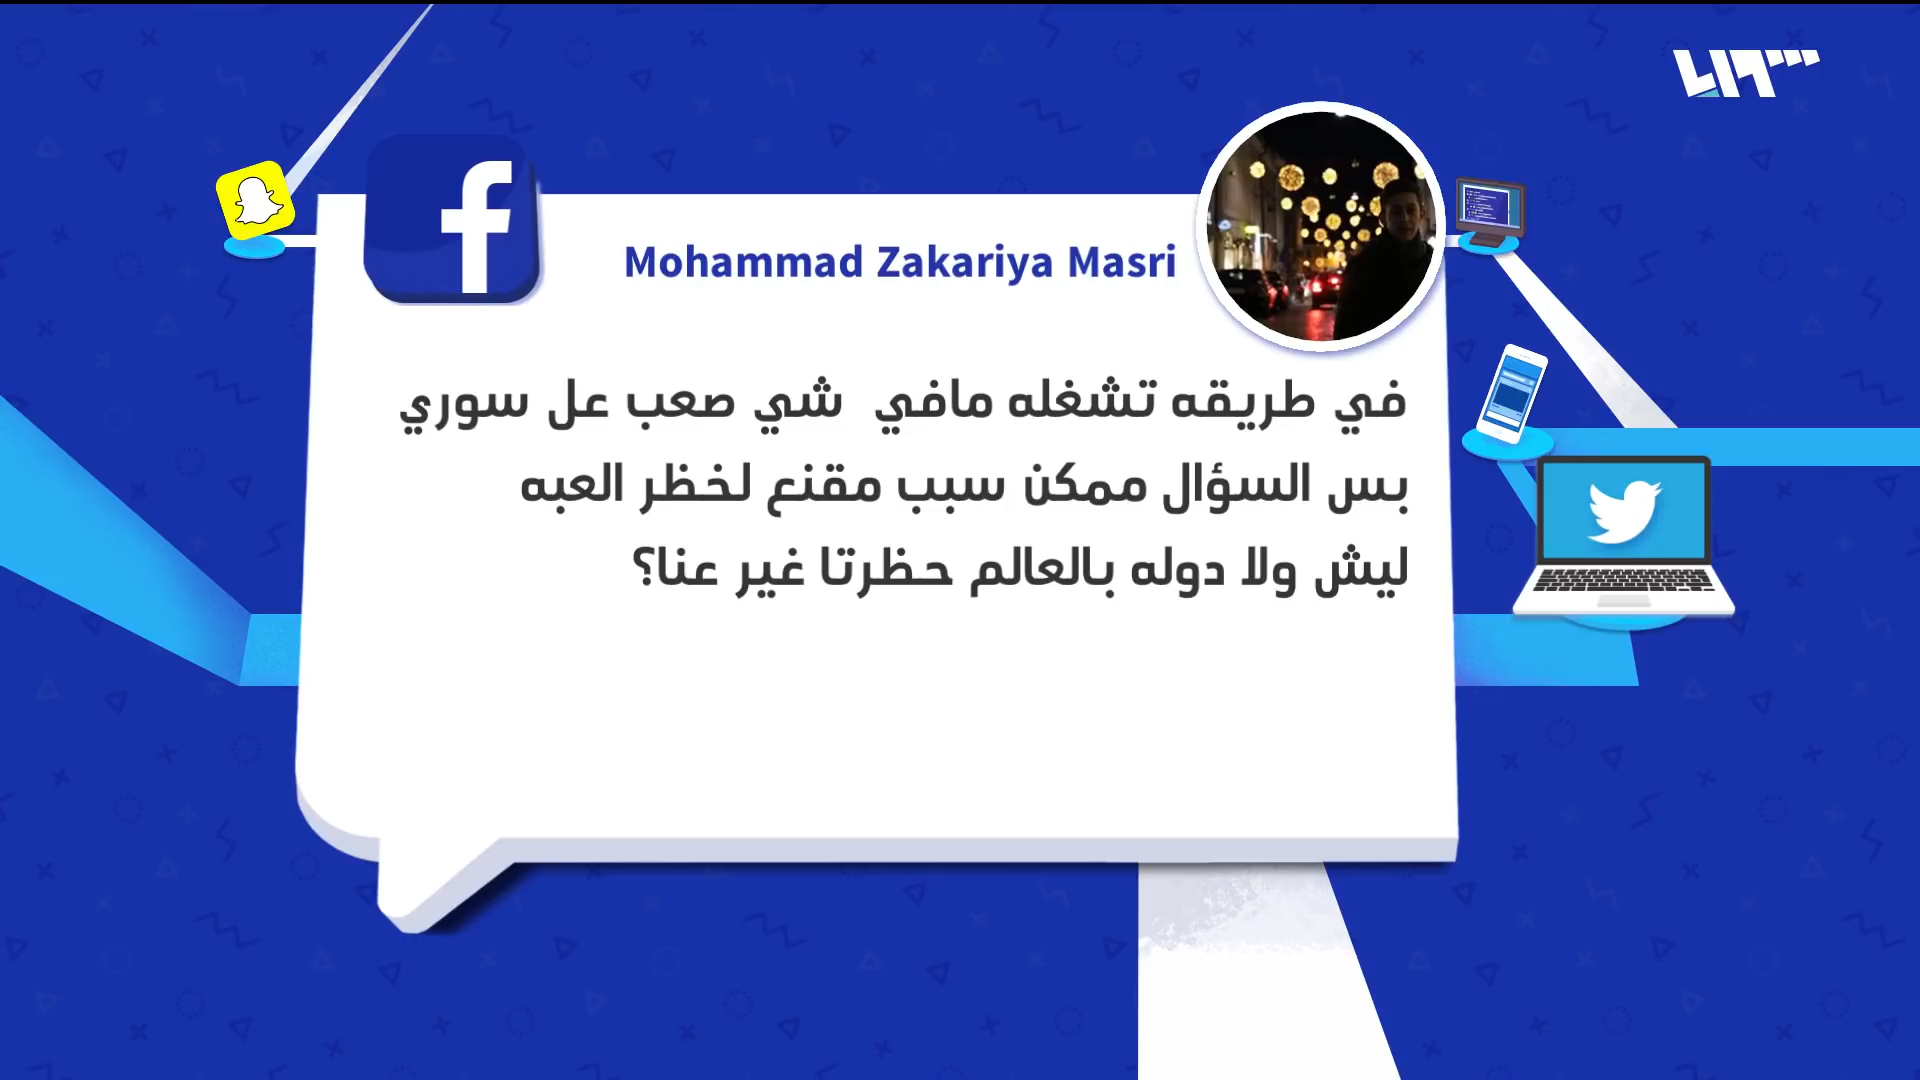 Mohammad Zakariya Masri
في طريقه تشغله مافي شي صعب عل سوري
بس السؤال ممكن سبب مقنع لخظر العبه
ليش ولا دوله بالعالم حظرتا غير عنا؟